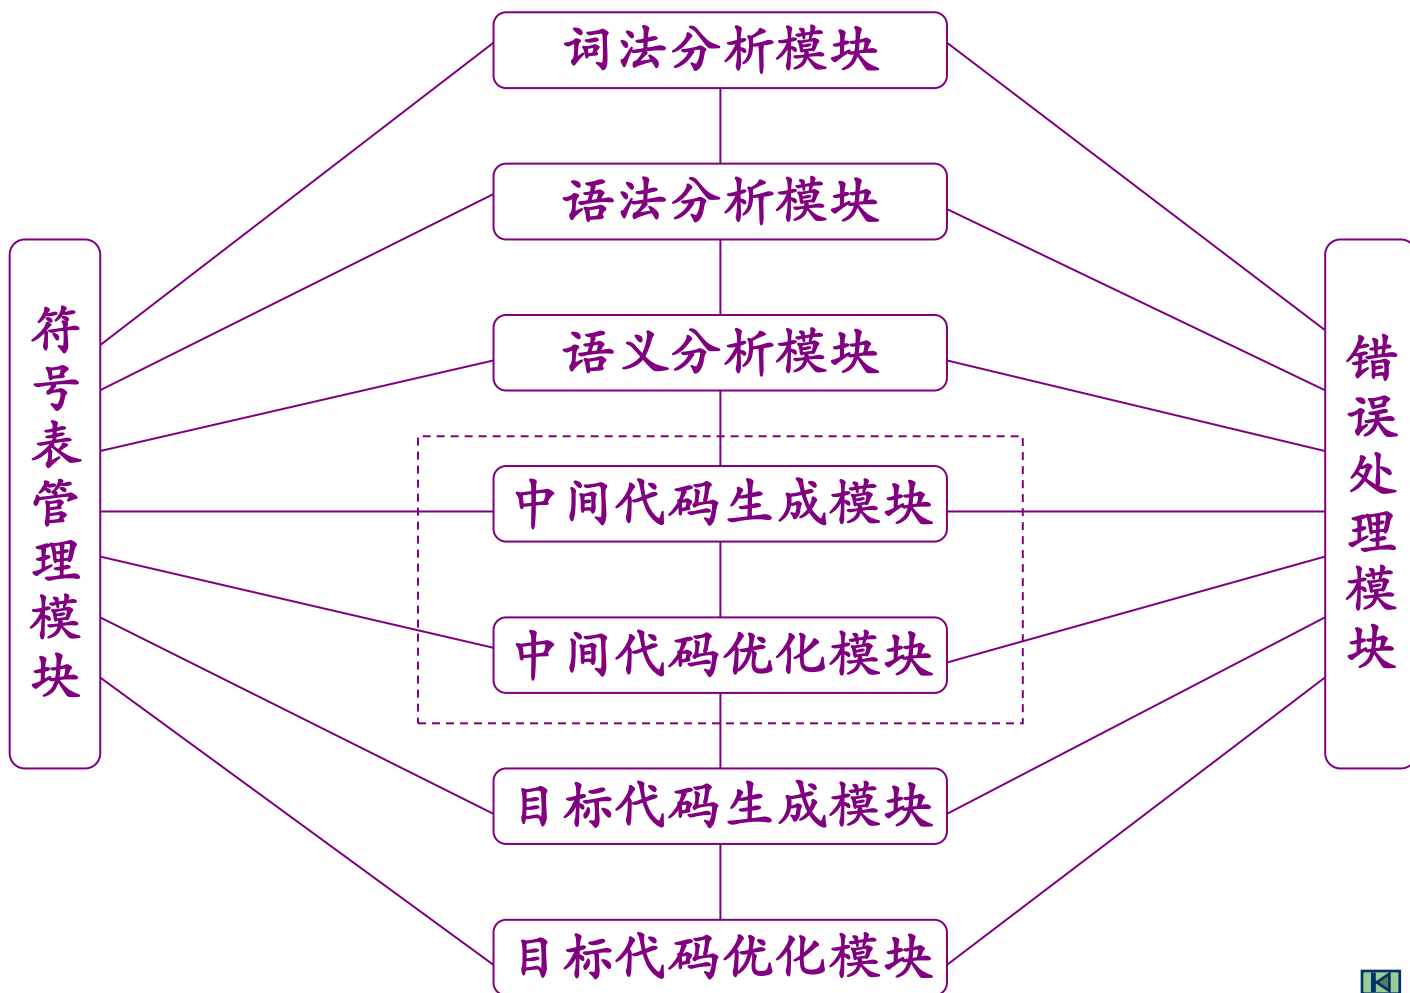 词法分析模块
语法分析模块
语义分析模块
中间代码生成模块
中间代码优化模块
目标代码生成模块
目标代码优化模块
符号表管理模块
错误处理模块